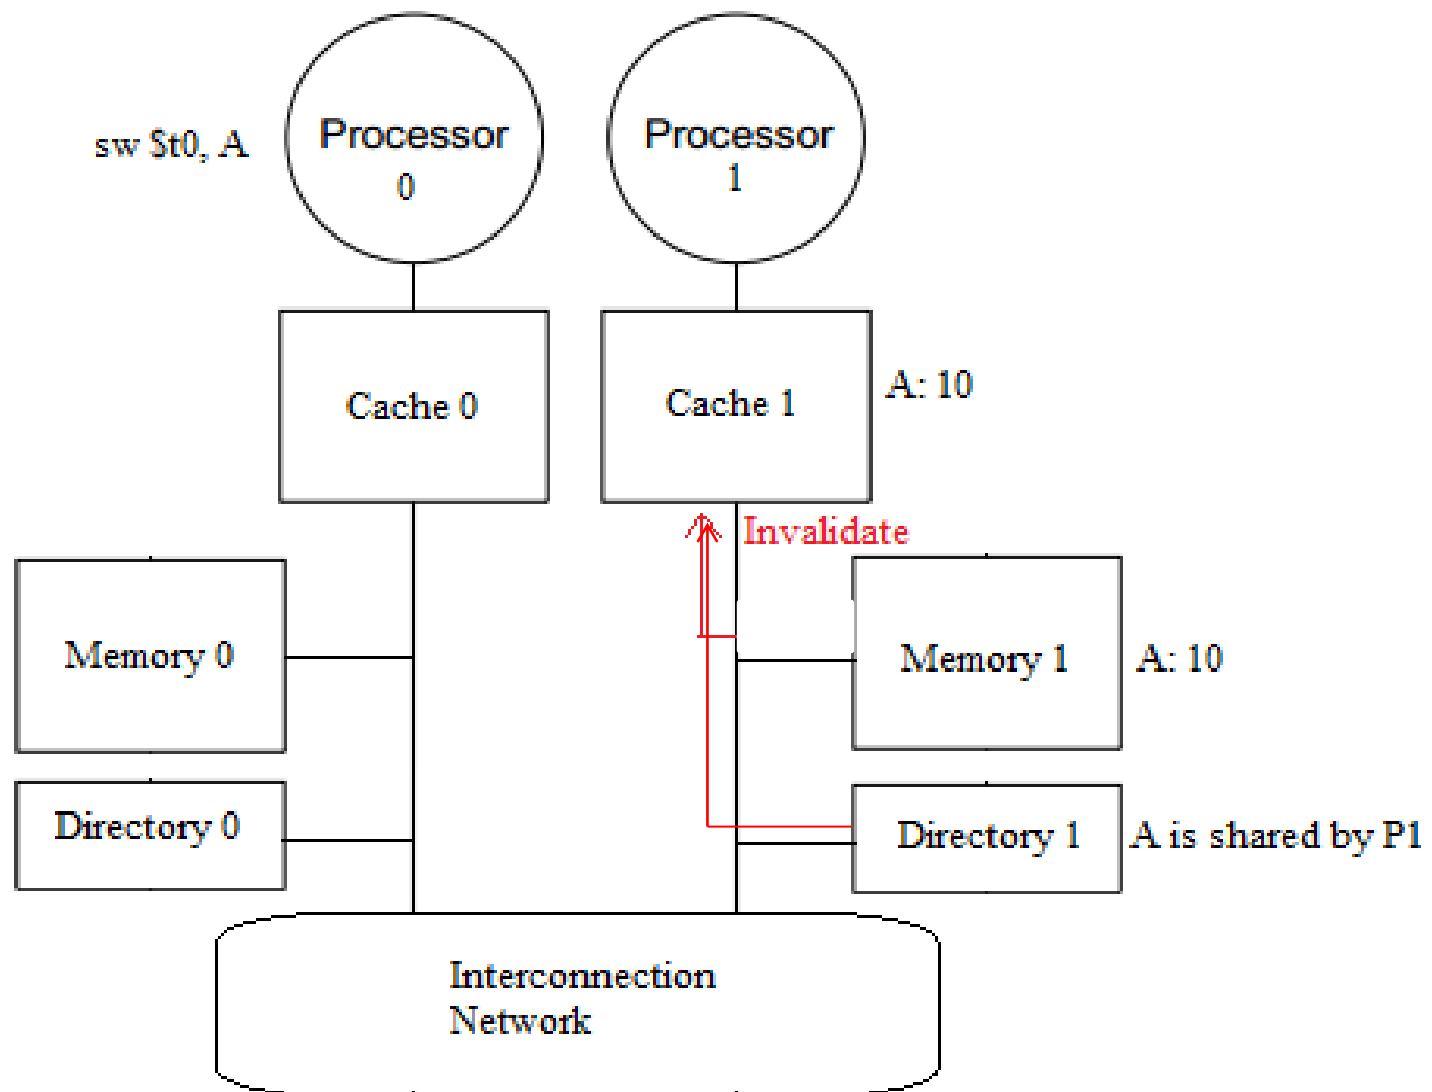 sw $t0, A
Processor
0
Processor
1
Cache 0
Cache 1
A: 10
Invalidate
Memory 0
Memory 1
A: 10
Directory 0
Directory 1
A is shared by P1
Interconnection
Network